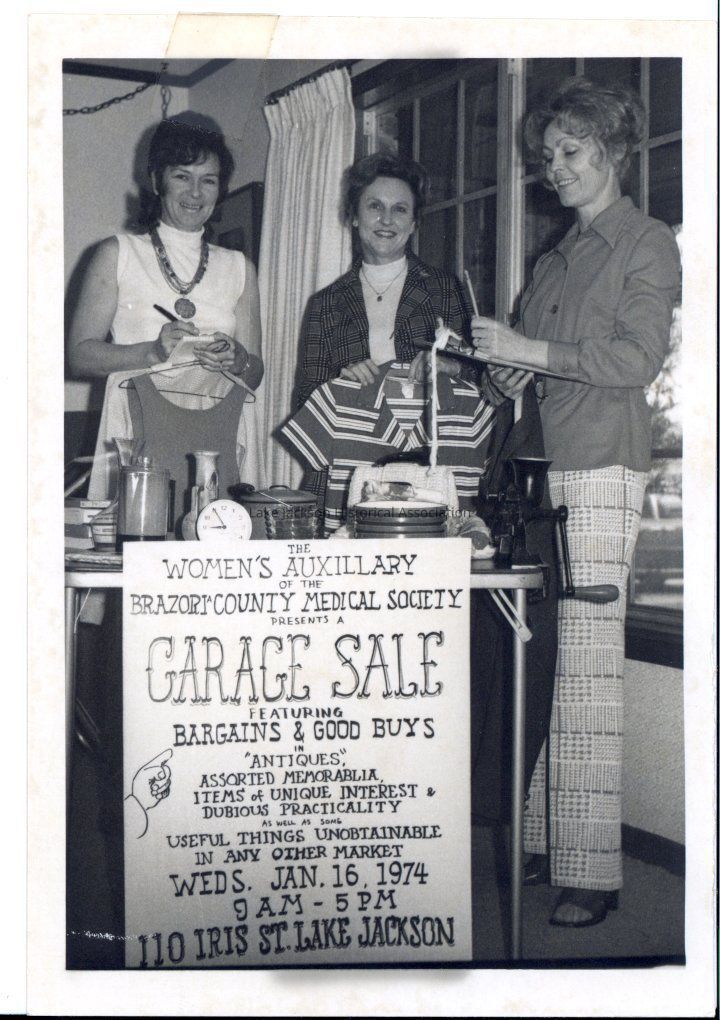 Lake Jackson Historical Association
THE
WOMEN'S AUXILLARY
OF THE
BRAZORIA COUNTY MEDICAL SOCIETY
PRESENTS A
GARAGE SALE
FEATURING
BARGAINS & GOOD BUYS
IN
"ANTIQUES",
ASSORTED MEMORABLIA,
ITEMS of UNIQUE INTEREST &
DUBIOUS PRACTICALITY
AS WELL AS SOME
USEFUL THINGS UNOBTAINABLE
IN ANY OTHER MARKET
WEDS. JAN. 16, 1974
9 AM - 5 PM
110 IRIS ST. LAKE JACKSON